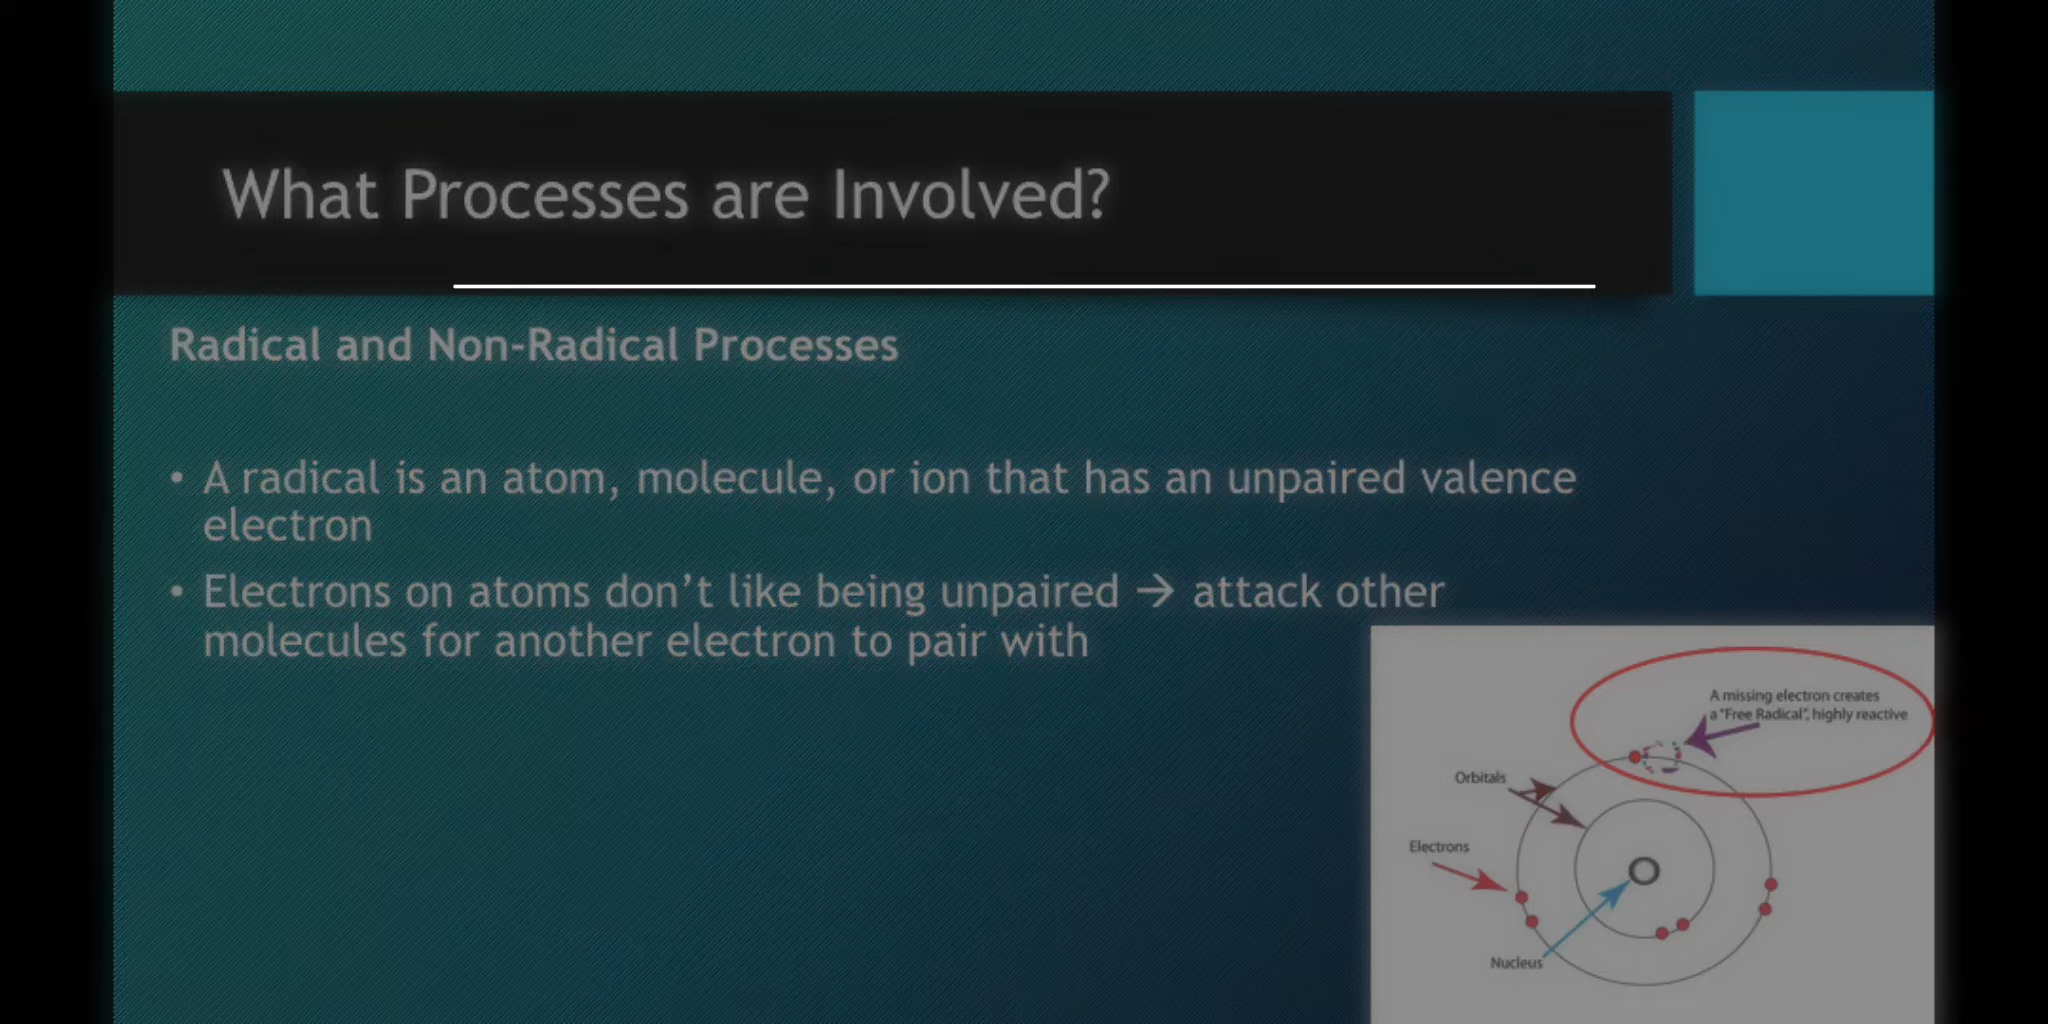 What Processes are Involved?
Radical and Non-Radical Processes
• A radical is an atom, molecule, or ion that has an unpaired valence
electron
• Electrons on atoms don’t like being unpaired → attack other
molecules for another electron to pair with
A missing electron creates
a "Free Radical", highly reactive
Orbitals
Electrons
Nucleus